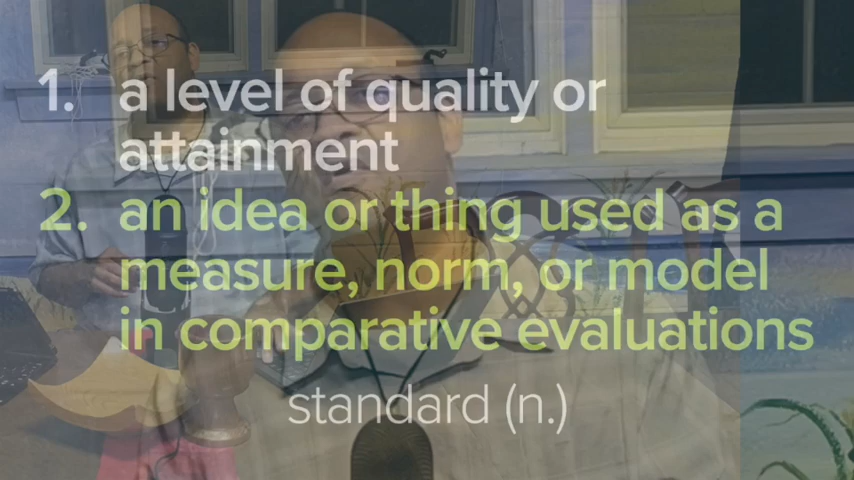 1. a level of quality or
attainment
2. an idea or thing used as a
measure, norm, or model
in comparative evaluations
standard (n.)